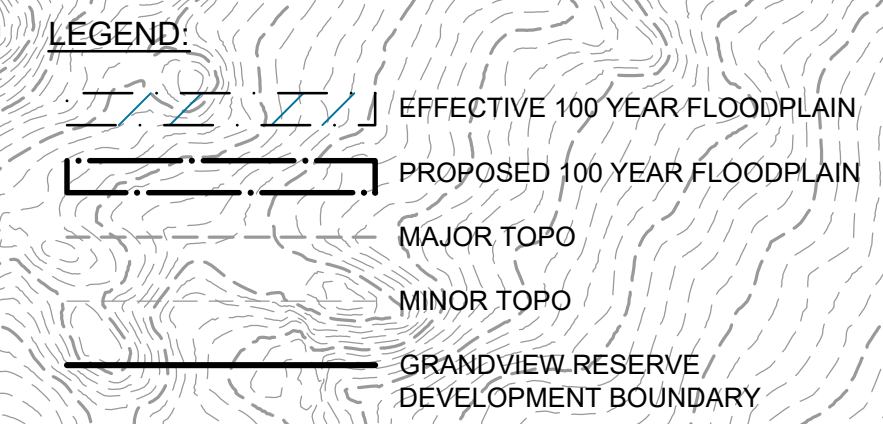 LEGEND:
EFFECTIVE 100 YEAR FLOODPLAIN
PROPOSED 100 YEAR FLOODPLAIN
MAJOR TOPO
MINOR TOPO
GRANDVIEW RESERVE
DEVELOPMENT BOUNDARY